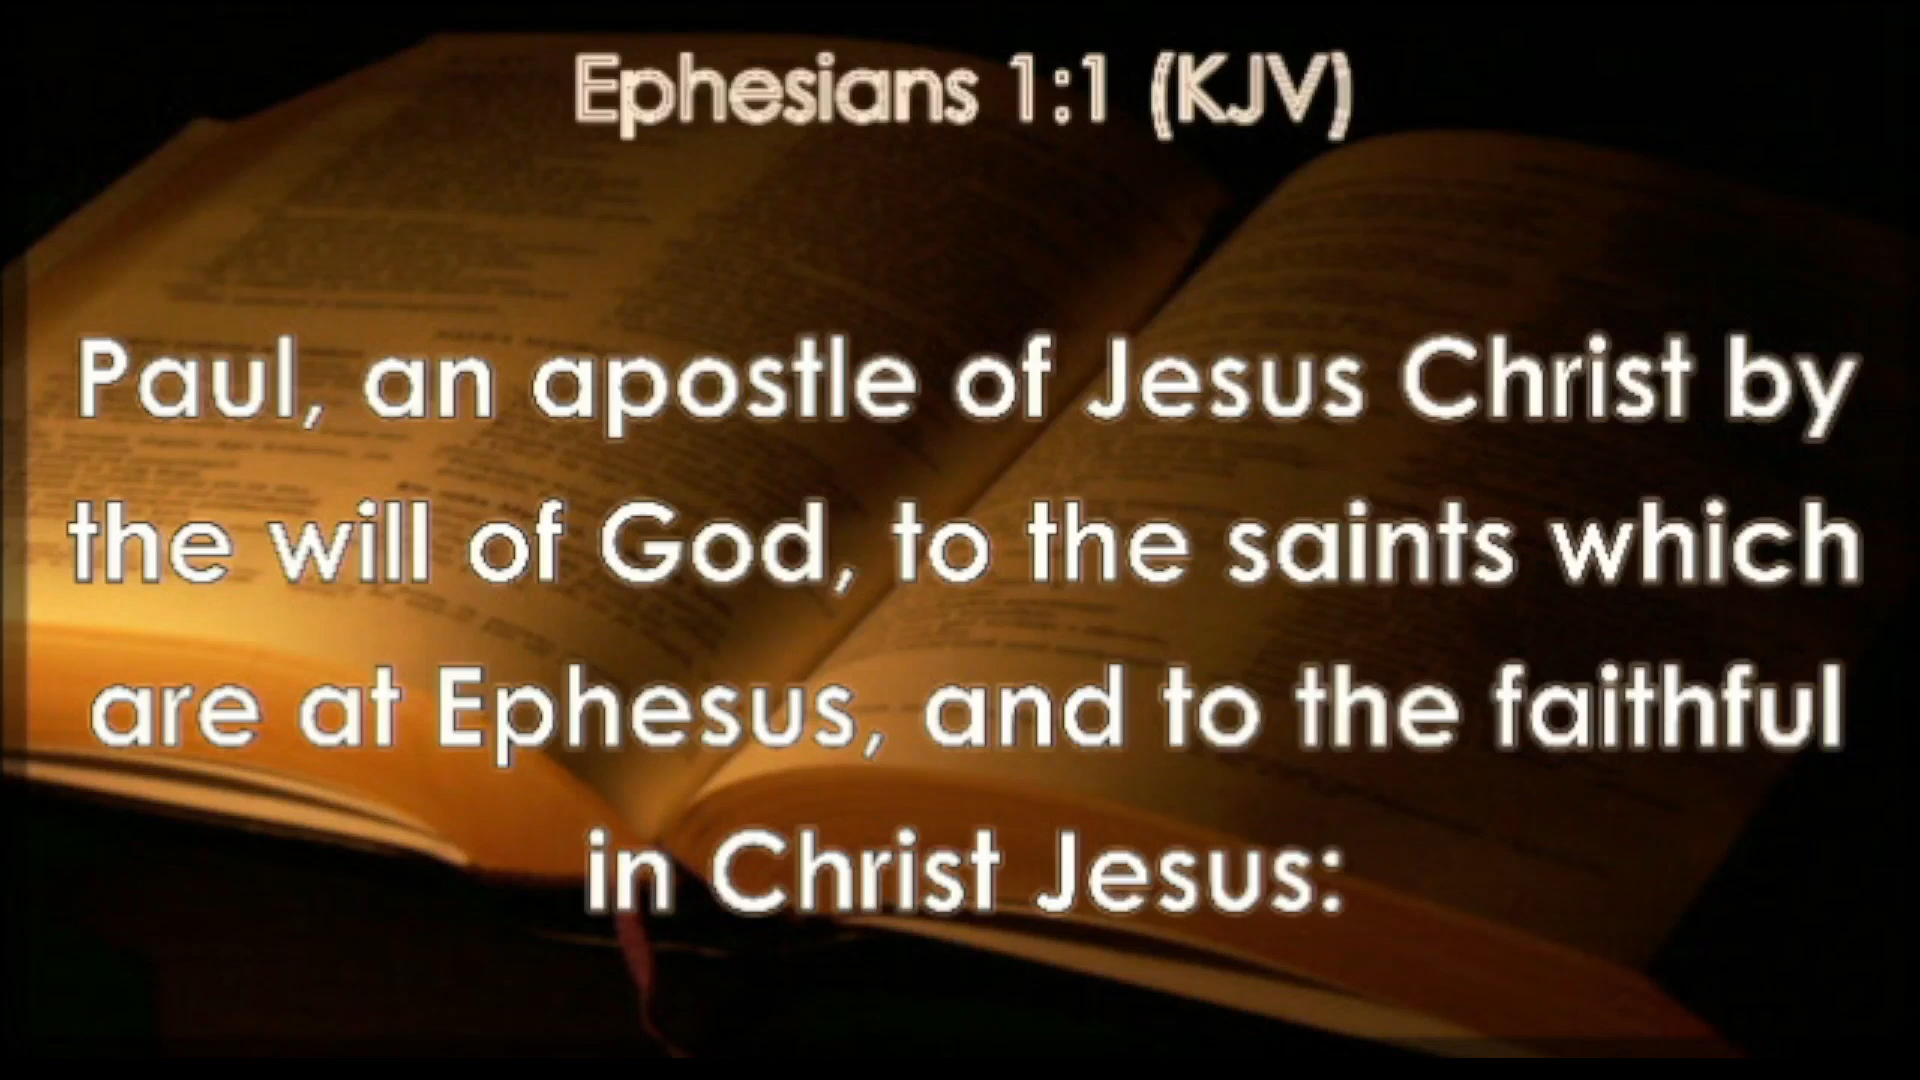 Ephesians 1:1 (KJV)
Paul, an apostle of Jesus Christ by
the will of God, to the saints which
are at Ephesus, and to the faithful
in Christ Jesus: